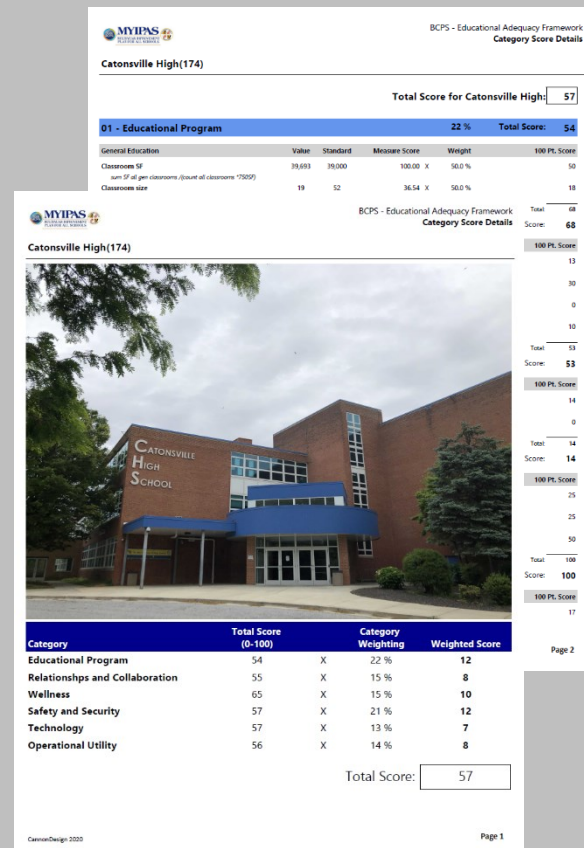 MYIPAS
BCPS - Educational Adequacy Framework
Category Score Details
Catonsville High(174)
Total Score for Catonsville High: 57
01 - Educational Program 22 % Total Score: 54
General Education Value Standard Measure Score Weight 100 Pt. Score
Classroom SF 39,693 39,000 100.00 X 50.0 % 50
sum SF all gen classrooms /(count all classrooms *750SF)
Classroom size 19 52 36.54 X 50.0 % 18
Total 68
Score: 68
100 Pt. Score
13
30
0
10
Total 53
Score: 53
100 Pt. Score
14
0
Total 14
Score: 14
100 Pt. Score
25
25
50
Total 100
Score: 100
100 Pt. Score
17
Page 2
MYIPAS
BCPS - Educational Adequacy Framework
Category Score Details
Catonsville High(174)
CATONSVILLE
HIGH
SCHOOL
Category Total Score (0-100) Category Weighting Weighted Score
Educational Program 54 X 22 % 12
Relationshps and Collaboration 55 X 15 % 8
Wellness 65 X 15 % 10
Safety and Security 57 X 21 % 12
Technology 57 X 13 % 7
Operational Utility 56 X 14 % 8
Total Score: 57
CannonDesign 2020
Page 1